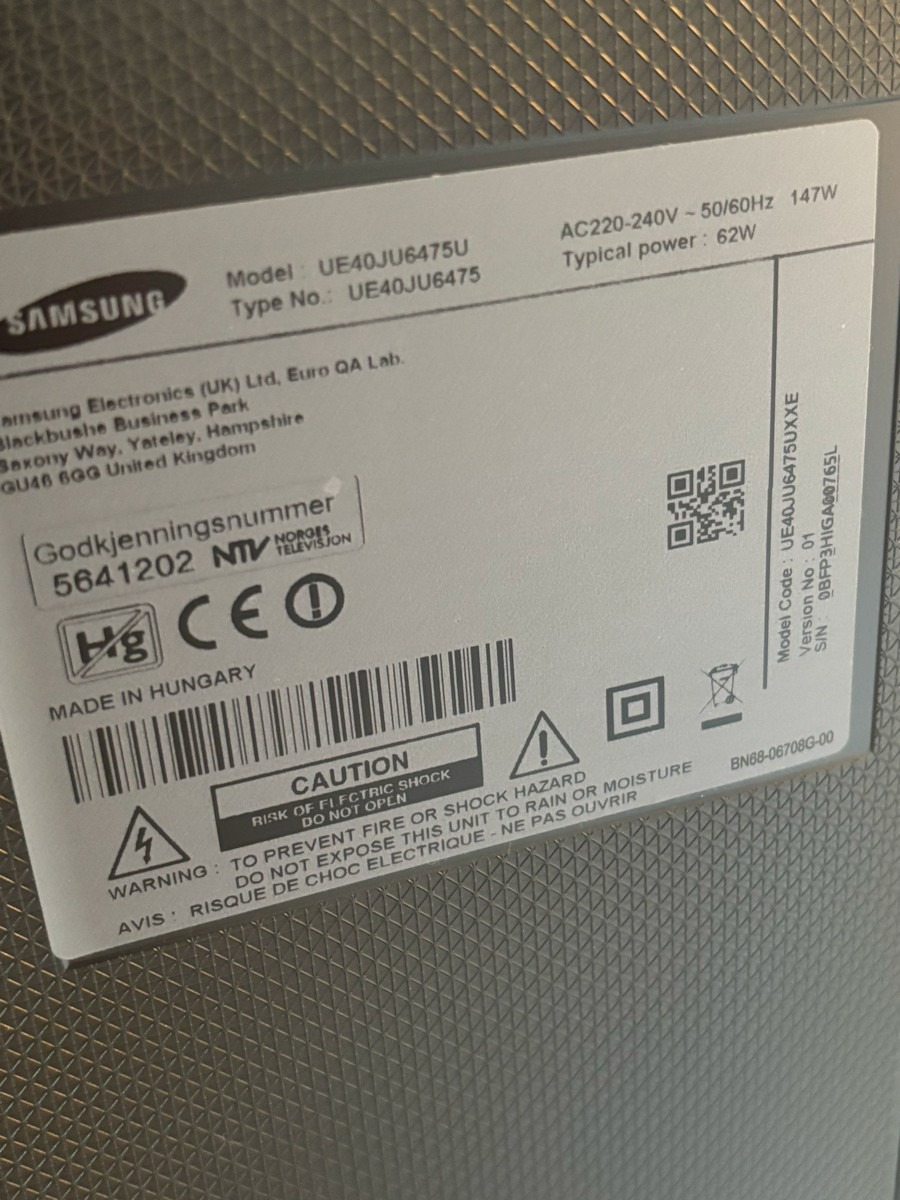 SAMSUNG
Model : UE40JU6475U
Type No.: UE40JU6475
AC220-240V ~ 50/60Hz 147W
Typical power : 62W
amsung Electronics (UK) Ltd, Euro QA Lab.
Blackbushe Business Park
Saxony Way, Yateley, Hampshire
GU46 6GG United Kingdom
Godkjenningsnummer
5641202 NTV NORGES TELEVISJON
Hg CE
MADE IN HUNGARY
Model Code : UE40JU6475UXXE
Version No : 01
S/N : 0BFP3HIGA00765L
CAUTION
RISK OF ELECTRIC SHOCK
DO NOT OPEN
BN68-06708G-00
WARNING : TO PREVENT FIRE OR SHOCK HAZARD
DO NOT EXPOSE THIS UNIT TO RAIN OR MOISTURE
AVIS : RISQUE DE CHOC ELECTRIQUE - NE PAS OUVRIR